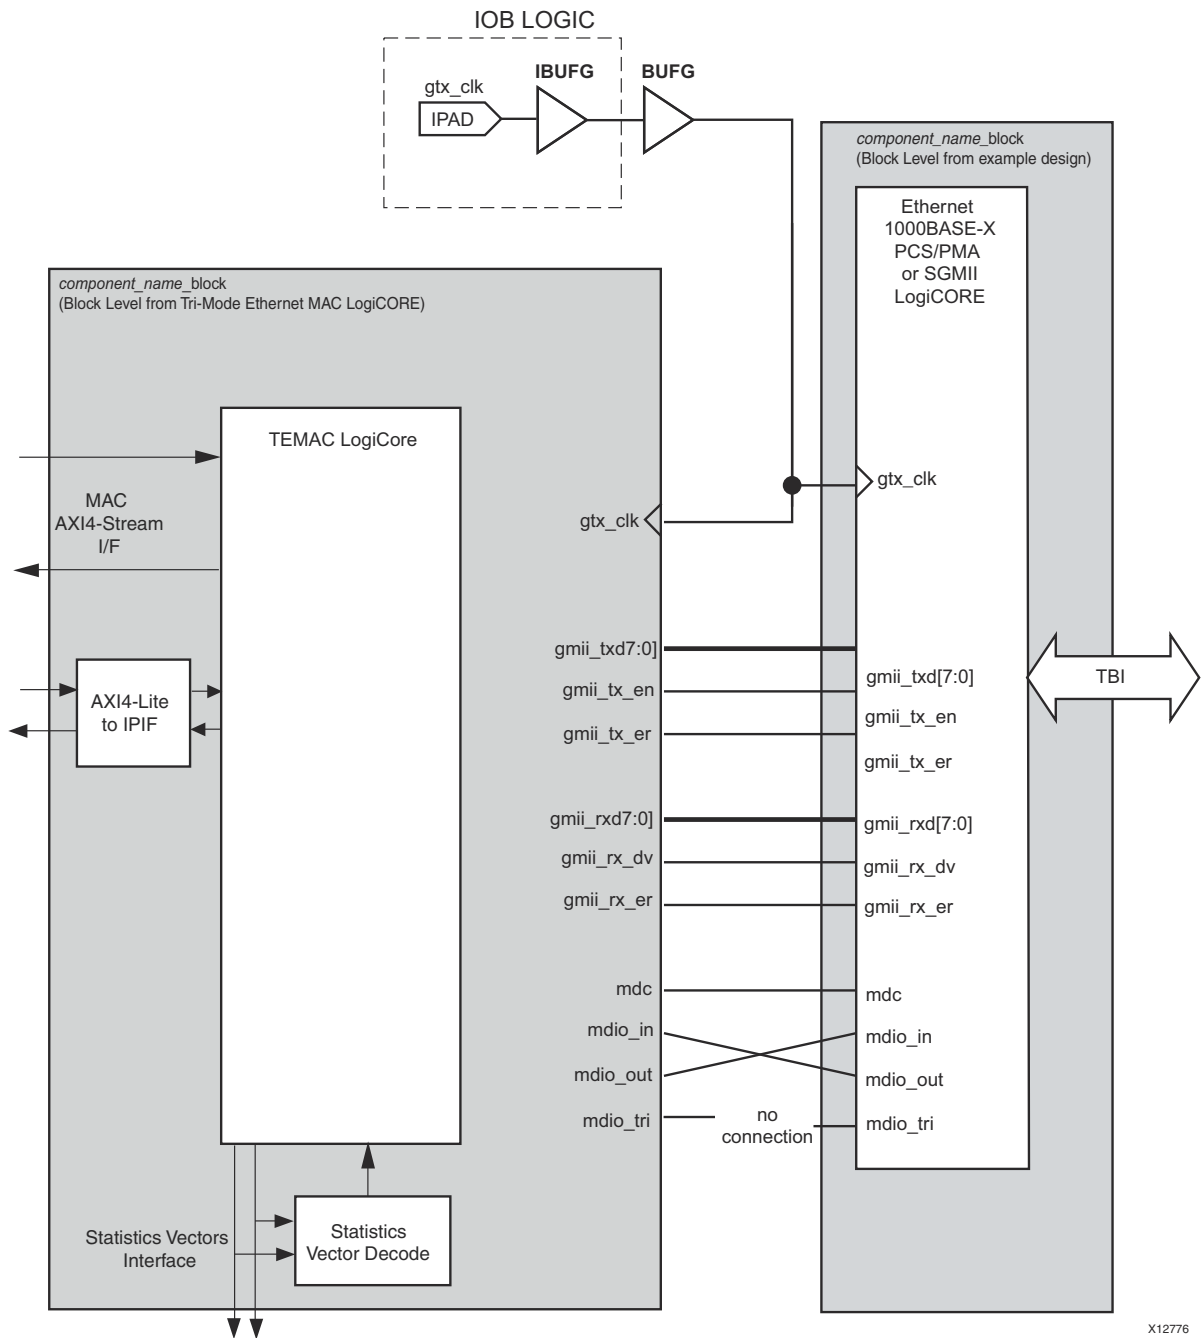 IOB LOGIC
gtx_clk
IBUFG
BUFG
IPAD
component_name_block
(Block Level from example design)
Ethernet
1000BASE-X
PCS/PMA
or SGMII
LogiCORE
component_name_block
(Block Level from Tri-Mode Ethernet MAC LogiCORE)
TEMAC LogiCore
MAC
AXI4-Stream
I/F
gtx_clk
gtx_clk
AXI4-Lite
to IPIF
gmii_txd7:0]
gmii_tx_en
gmii_tx_er
gmii_rxd7:0]
gmii_rx_dv
gmii_rx_er
mdc
mdio_in
mdio_out
mdio_tri
no
connection
gmii_txd[7:0]
gmii_tx_en
gmii_tx_er
gmii_rxd[7:0]
gmii_rx_dv
gmii_rx_er
mdc
mdio_in
mdio_out
mdio_tri
TBI
Statistics Vectors
Interface
Statistics
Vector Decode
X12776